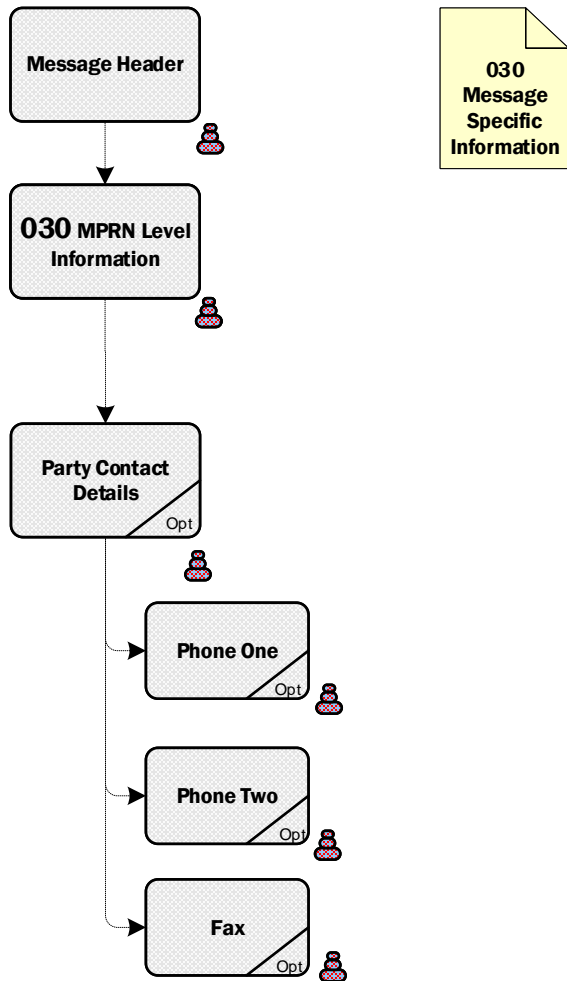 Message Header
030
Message
Specific
Information
030 MPRN Level
Information
Party Contact
Details
Opt
Phone One
Opt
Phone Two
Opt
Fax
Opt